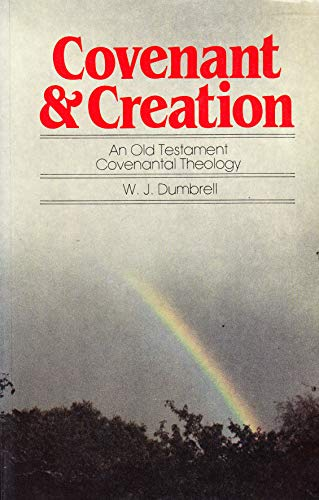 Covenant
& Creation
An Old Testament
Covenantal Theology
W. J. Dumbrell